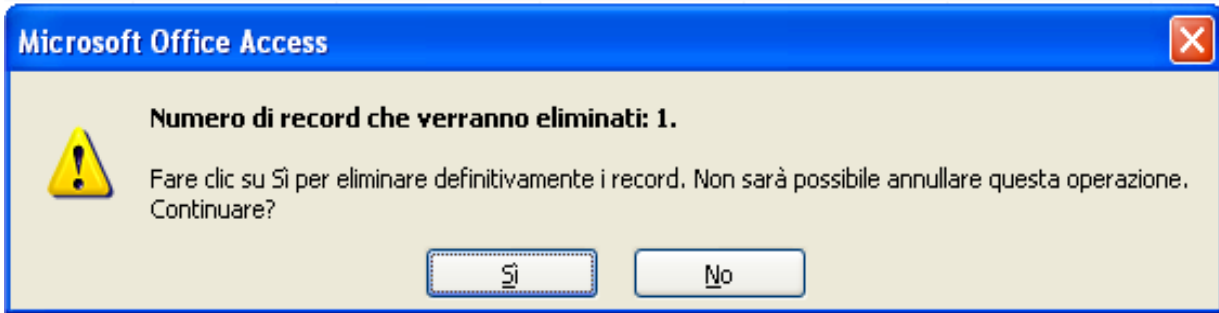 Microsoft Office Access
Numero di record che verranno eliminati: 1.
Fare clic su Sì per eliminare definitivamente i record. Non sarà possibile annullare questa operazione.
Continuare?
Sì
No